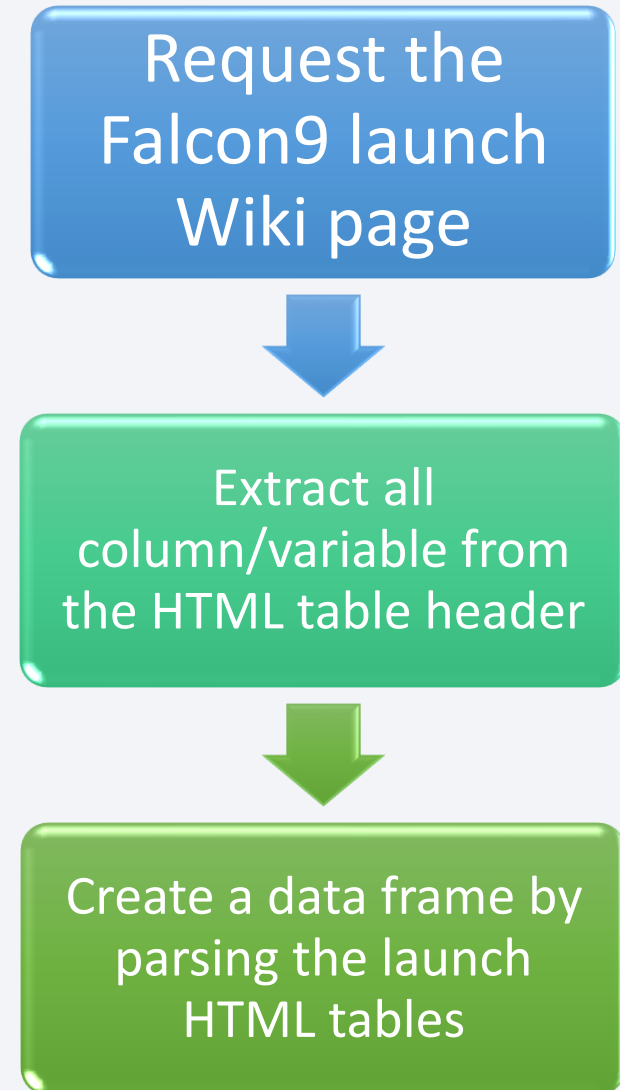 Request the
Falcon9 launch
Wiki page
Extract all
column/variable from
the HTML table header
Create a data frame by
parsing the launch
HTML tables